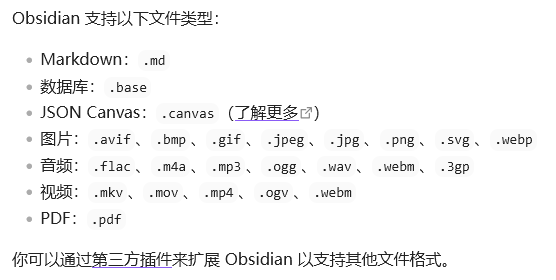 Obsidian 支持以下文件类型：
Markdown： .md
数据库： .base
JSON Canvas： .canvas （了解更多）
图片： .avif 、 .bmp 、 .gif 、 .jpeg 、 .jpg 、 .png 、 .svg 、 .webp
音频： .flac 、 .m4a 、 .mp3 、 .ogg 、 .wav 、 .webm 、 .3gp
视频： .mkv 、 .mov 、 .mp4 、 .ogv 、 .webm
PDF： .pdf
你可以通过第三方插件来扩展 Obsidian 以支持其他文件格式。